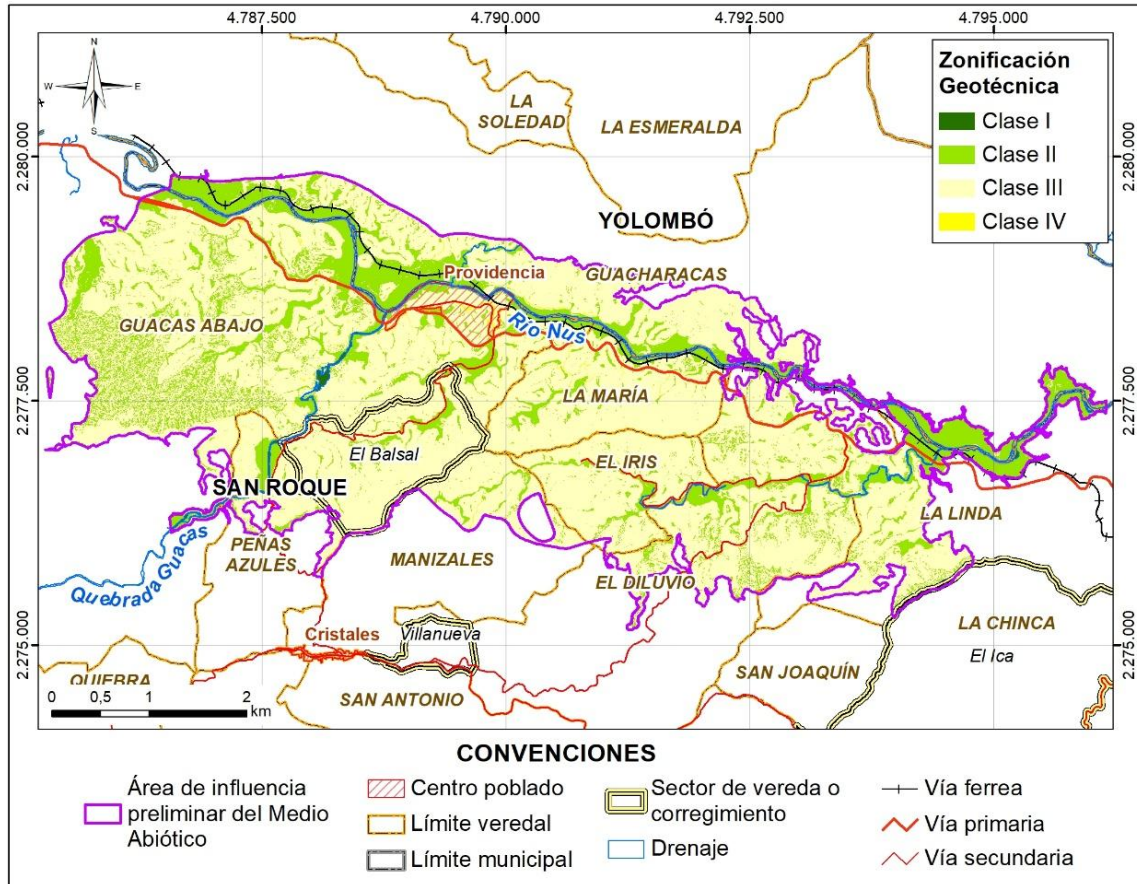 4.787.500
4.790.000
4.792.500
4.795.000
N
W
E
S
2.280.000
2.277.500
2.275.000
2.280.000
2.277.500
2.275.000
Zonificación
Geotécnica
Clase I
Clase II
Clase III
Clase IV
LA
SOLEDAD
LA ESMERALDA
YOLOMBÓ
GUACHARACAS
Providencia
GUACAS ABAJO
Río Nus
LA MARÍA
El Balsal
EL IRIS
SAN ROQUE
LA LINDA
PEÑAS
AZULES
MANIZALES
Quebrada Guacas
EL DILUVIO
LA CHINCA
Cristales
Villanueva
El Ica
SAN JOAQUÍN
QUIEBRA
SAN ANTONIO
0
0,5
1
2
km
CONVENCIONES
Área de influencia
preliminar del Medio
Abiótico
Centro poblado
Límite veredal
Límite municipal
Sector de vereda o
corregimiento
Drenaje
Vía ferrea
Vía primaria
Vía secundaria